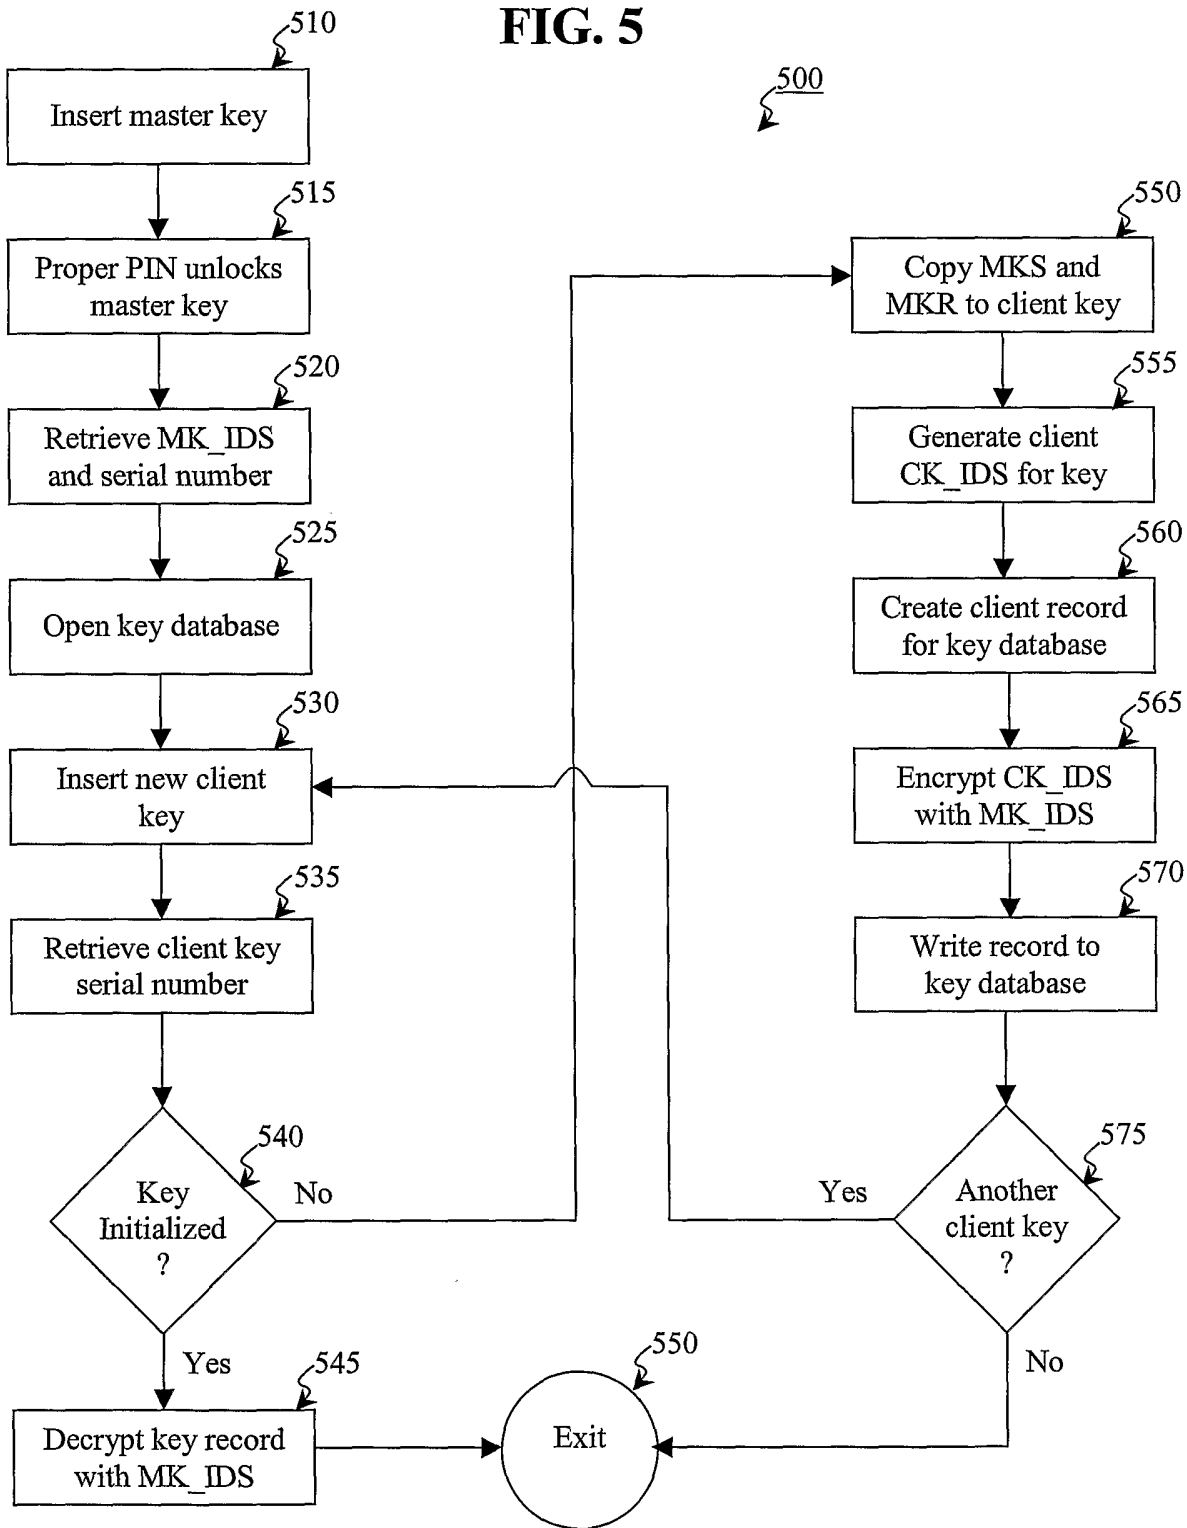 FIG. 5
500
510
Insert master key
515
Proper PIN unlocks
master key
520
Retrieve MK_IDS
and serial number
525
Open key database
530
Insert new client
key
535
Retrieve client key
serial number
540
Key
Initialized
?
No
Yes
545
Decrypt key record
with MK_IDS
550
Exit
550
Copy MKS and
MKR to client key
555
Generate client
CK_IDS for key
560
Create client record
for key database
565
Encrypt CK_IDS
with MK_IDS
570
Write record to
key database
575
Another
client key
?
Yes
No